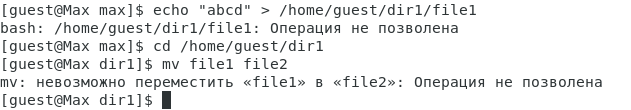 [guest@Max max]$ echo "abcd" > /home/guest/dir1/file1
bash: /home/guest/dir1/file1: Операция не позволена
[guest@Max max]$ cd /home/guest/dir1
[guest@Max dir1]$ mv file1 file2
mv: невозможно переместить «file1» в «file2»: Операция не позволена
[guest@Max dir1]$